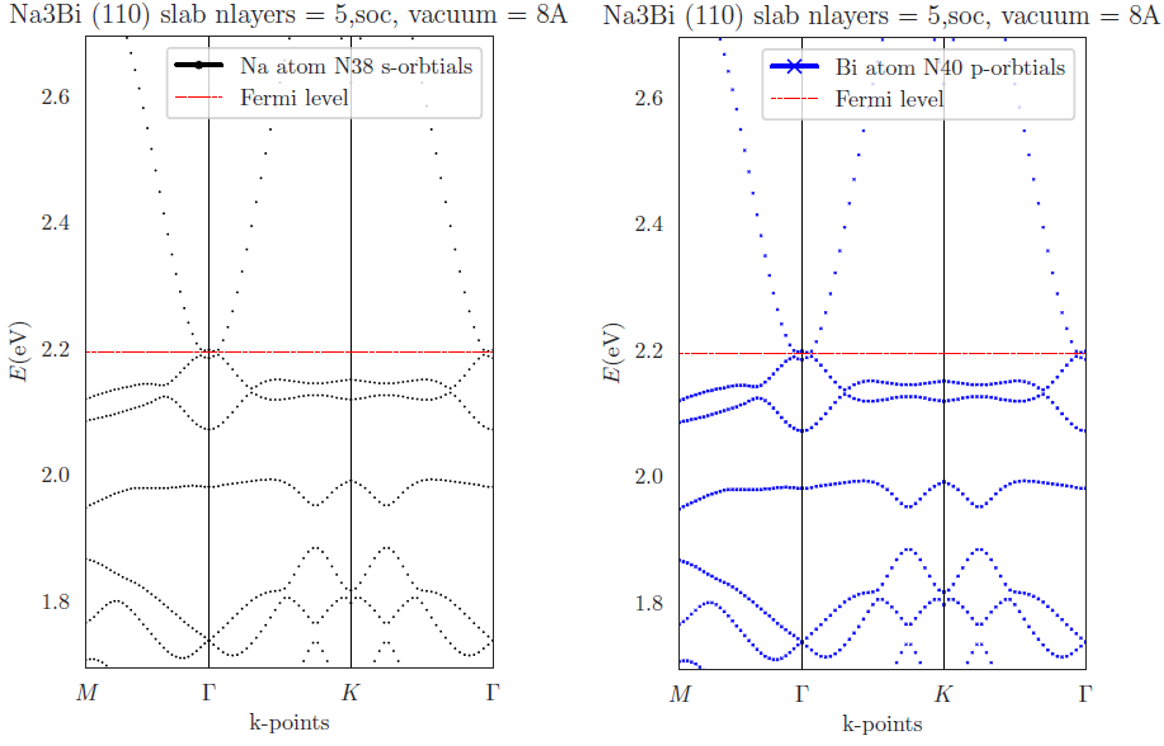 Na3Bi (110) slab nlayers = 5,soc, vacuum = 8A
Na atom N38 s-orbtials
Fermi level
2.6
2.4
2.2
2.0
1.8
E(eV)
M Γ K Γ
k-points
Na3Bi (110) slab nlayers = 5,soc, vacuum = 8A
Bi atom N40 p-orbtials
Fermi level
2.6
2.4
2.2
2.0
1.8
E(eV)
M Γ K Γ
k-points